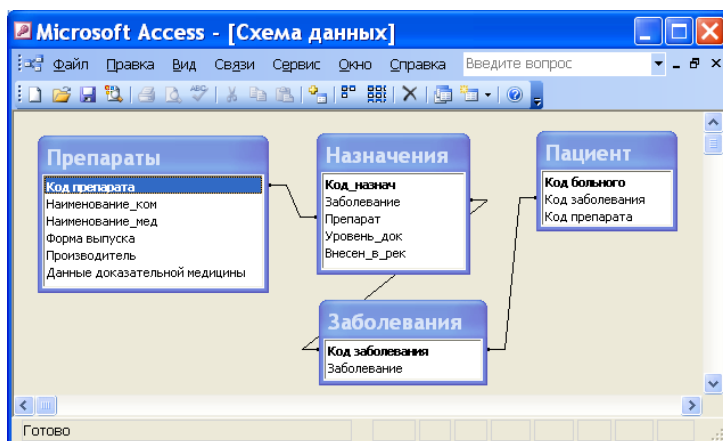 Microsoft Access - [Схема данных]
Файл Правка Вид Связи Сервис Окно Справка Введите вопрос
Препараты
Код препарата
Наименование_ком
Наименование_мед
Форма выпуска
Производитель
Данные доказательной медицины
Назначения
Код_назнач
Заболевание
Препарат
Уровень_док
Внесен_в_рек
Пациент
Код больного
Код заболевания
Код препарата
Заболевания
Код заболевания
Заболевание
Готово